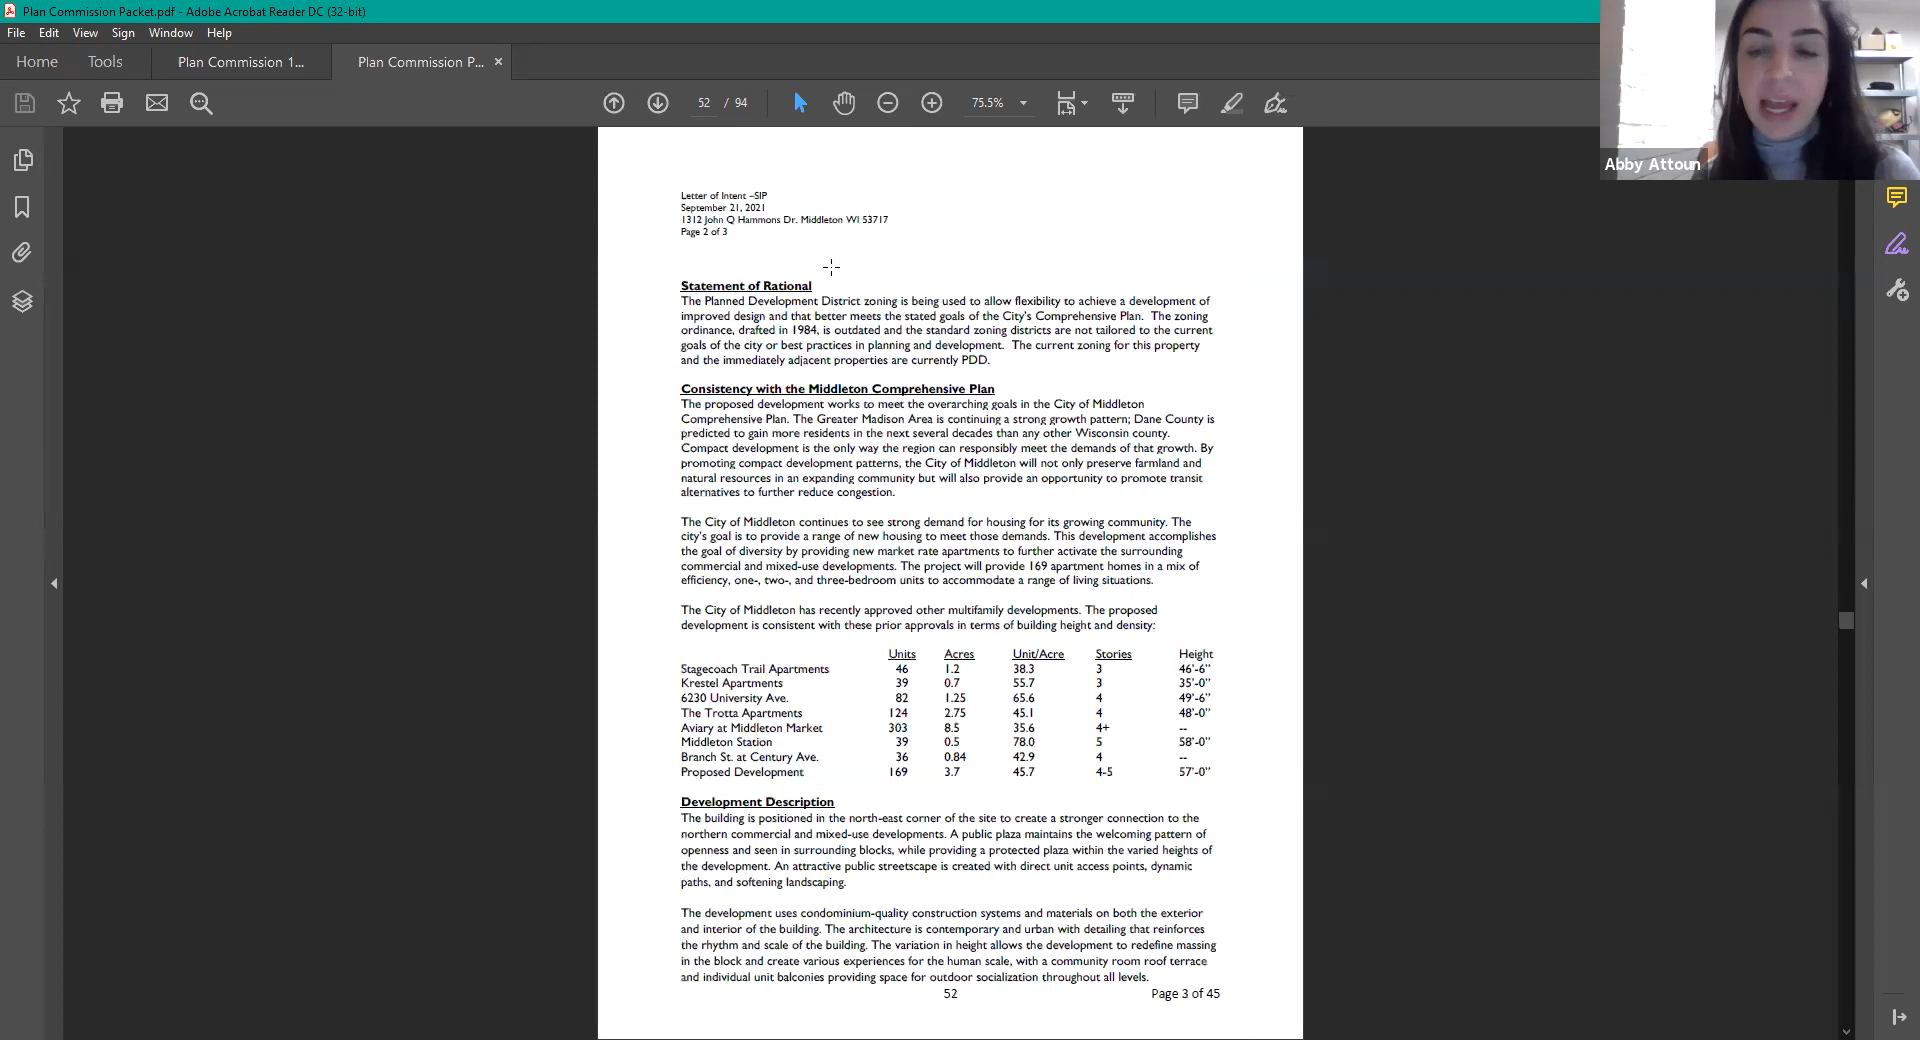 Plan Commission Packet.pdf - Adobe Acrobat Reader DC (32-bit)
File Edit View Sign Window Help
Home Tools Plan Commission 1... Plan Commission P... ×
52 / 94 75.5%
Abby Attoun
Letter of Intent –SIP
September 21, 2021
1312 John Q Hammons Dr. Middleton WI 53717
Page 2 of 3
Statement of Rational
The Planned Development District zoning is being used to allow flexibility to achieve a development of
improved design and that better meets the stated goals of the City's Comprehensive Plan. The zoning
ordinance, drafted in 1984, is outdated and the standard zoning districts are not tailored to the current
goals of the city or best practices in planning and development. The current zoning for this property
and the immediately adjacent properties are currently PDD.
Consistency with the Middleton Comprehensive Plan
The proposed development works to meet the overarching goals in the City of Middleton
Comprehensive Plan. The Greater Madison Area is continuing a strong growth pattern; Dane County is
predicted to gain more residents in the next several decades than any other Wisconsin county.
Compact development is the only way the region can responsibly meet the demands of that growth. By
promoting compact development patterns, the City of Middleton will not only preserve farmland and
natural resources in an expanding community but will also provide an opportunity to promote transit
alternatives to further reduce congestion.
The City of Middleton continues to see strong demand for housing for its growing community. The
city's goal is to provide a range of new housing to meet those demands. This development accomplishes
the goal of diversity by providing new market rate apartments to further activate the surrounding
commercial and mixed-use developments. The project will provide 169 apartment homes in a mix of
efficiency, one-, two-, and three-bedroom units to accommodate a range of living situations.
The City of Middleton has recently approved other multifamily developments. The proposed
development is consistent with these prior approvals in terms of building height and density:
Units Acres Unit/Acre Stories Height
Stagecoach Trail Apartments 46 1.2 38.3 3 46'-6"
Krestel Apartments 39 0.7 55.7 3 35'-0"
6230 University Ave. 82 1.25 65.6 4 49'-6"
The Trotta Apartments 124 2.75 45.1 4 48'-0"
Aviary at Middleton Market 303 8.5 35.6 4+ --
Middleton Station 39 0.5 78.0 5 58'-0"
Branch St. at Century Ave. 36 0.84 42.9 4 --
Proposed Development 169 3.7 45.7 4-5 57'-0"
Development Description
The building is positioned in the north-east corner of the site to create a stronger connection to the
northern commercial and mixed-use developments. A public plaza maintains the welcoming pattern of
openness and seen in surrounding blocks, while providing a protected plaza within the varied heights of
the development. An attractive public streetscape is created with direct unit access points, dynamic
paths, and softening landscaping.
The development uses condominium-quality construction systems and materials on both the exterior
and interior of the building. The architecture is contemporary and urban with detailing that reinforces
the rhythm and scale of the building. The variation in height allows the development to redefine massing
in the block and create various experiences for the human scale, with a community room roof terrace
and individual unit balconies providing space for outdoor socialization throughout all levels.
52 Page 3 of 45